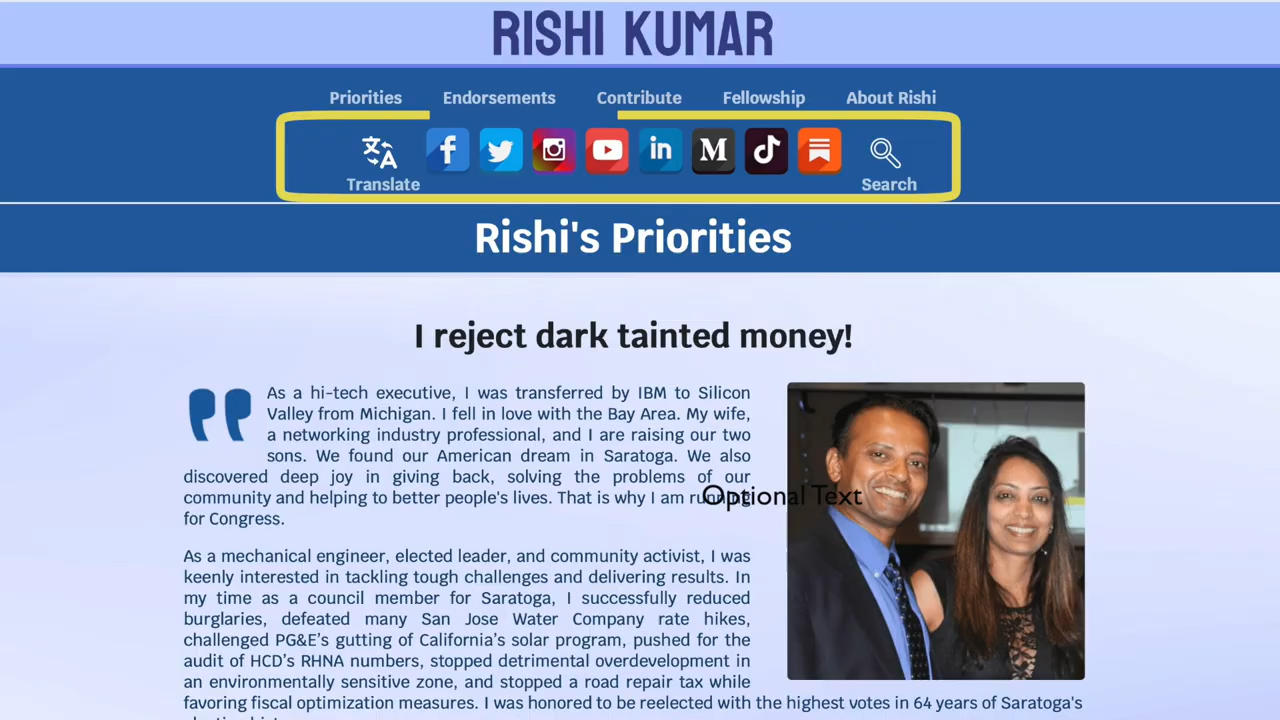 RISHI KUMAR
Priorities Endorsements Contribute Fellowship About Rishi
Translate Search
Rishi's Priorities
I reject dark tainted money!
As a hi-tech executive, I was transferred by IBM to Silicon
Valley from Michigan. I fell in love with the Bay Area. My wife,
a networking industry professional, and I are raising our two
sons. We found our American dream in Saratoga. We also
discovered deep joy in giving back, solving the problems of our
community and helping to better people's lives. That is why I am running
Optional Text
for Congress.
As a mechanical engineer, elected leader, and community activist, I was
keenly interested in tackling tough challenges and delivering results. In
my time as a council member for Saratoga, I successfully reduced
burglaries, defeated many San Jose Water Company rate hikes,
challenged PG&E’s gutting of California’s solar program, pushed for the
audit of HCD’s RHNA numbers, stopped detrimental overdevelopment in
an environmentally sensitive zone, and stopped a road repair tax while
favoring fiscal optimization measures. I was honored to be reelected with the highest votes in 64 years of Saratoga's